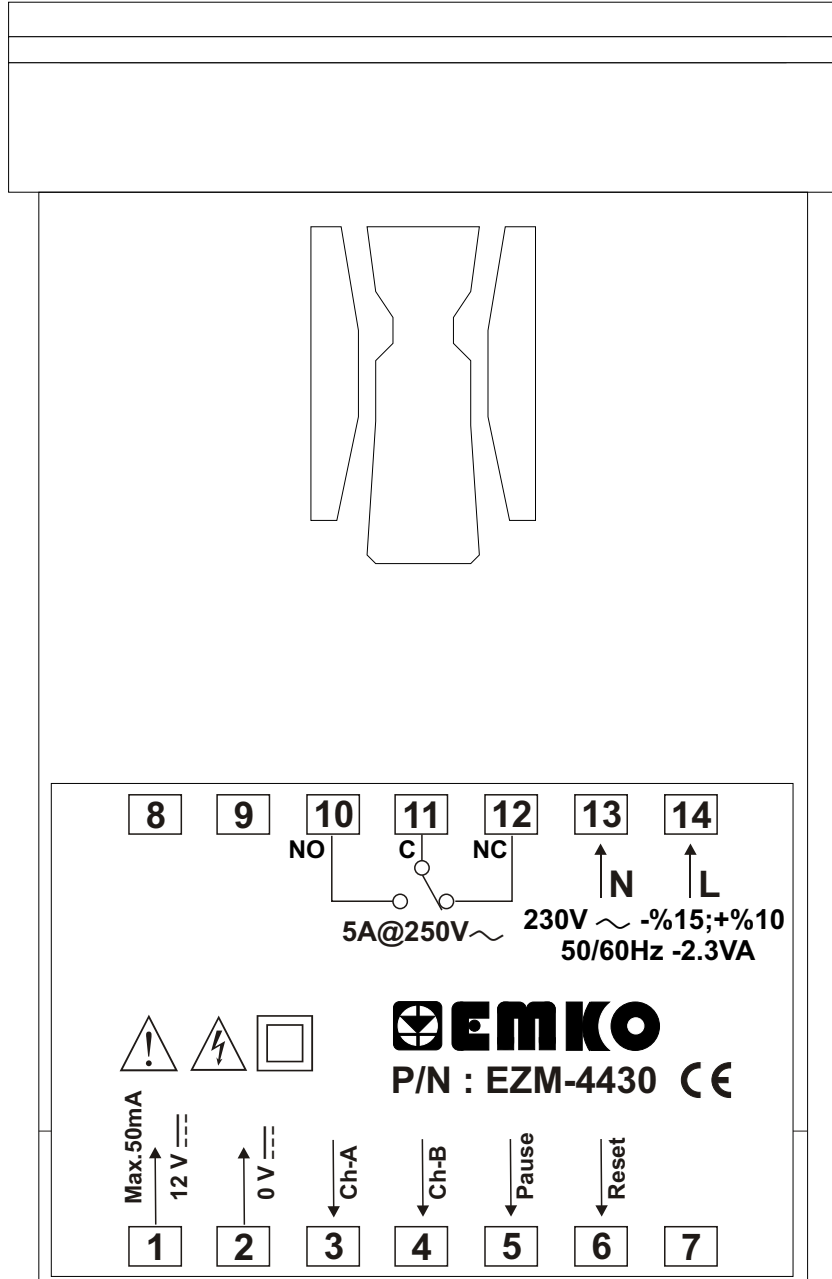 8 9 10 11 12 13 14
NO C NC
N L
5A@250V～
230V ～ -%15;+%10
50/60Hz -2.3VA
EMKO
P/N : EZM-4430 CE
Max.50mA
12 V
0 V
Ch-A
Ch-B
Pause
Reset
1 2 3 4 5 6 7